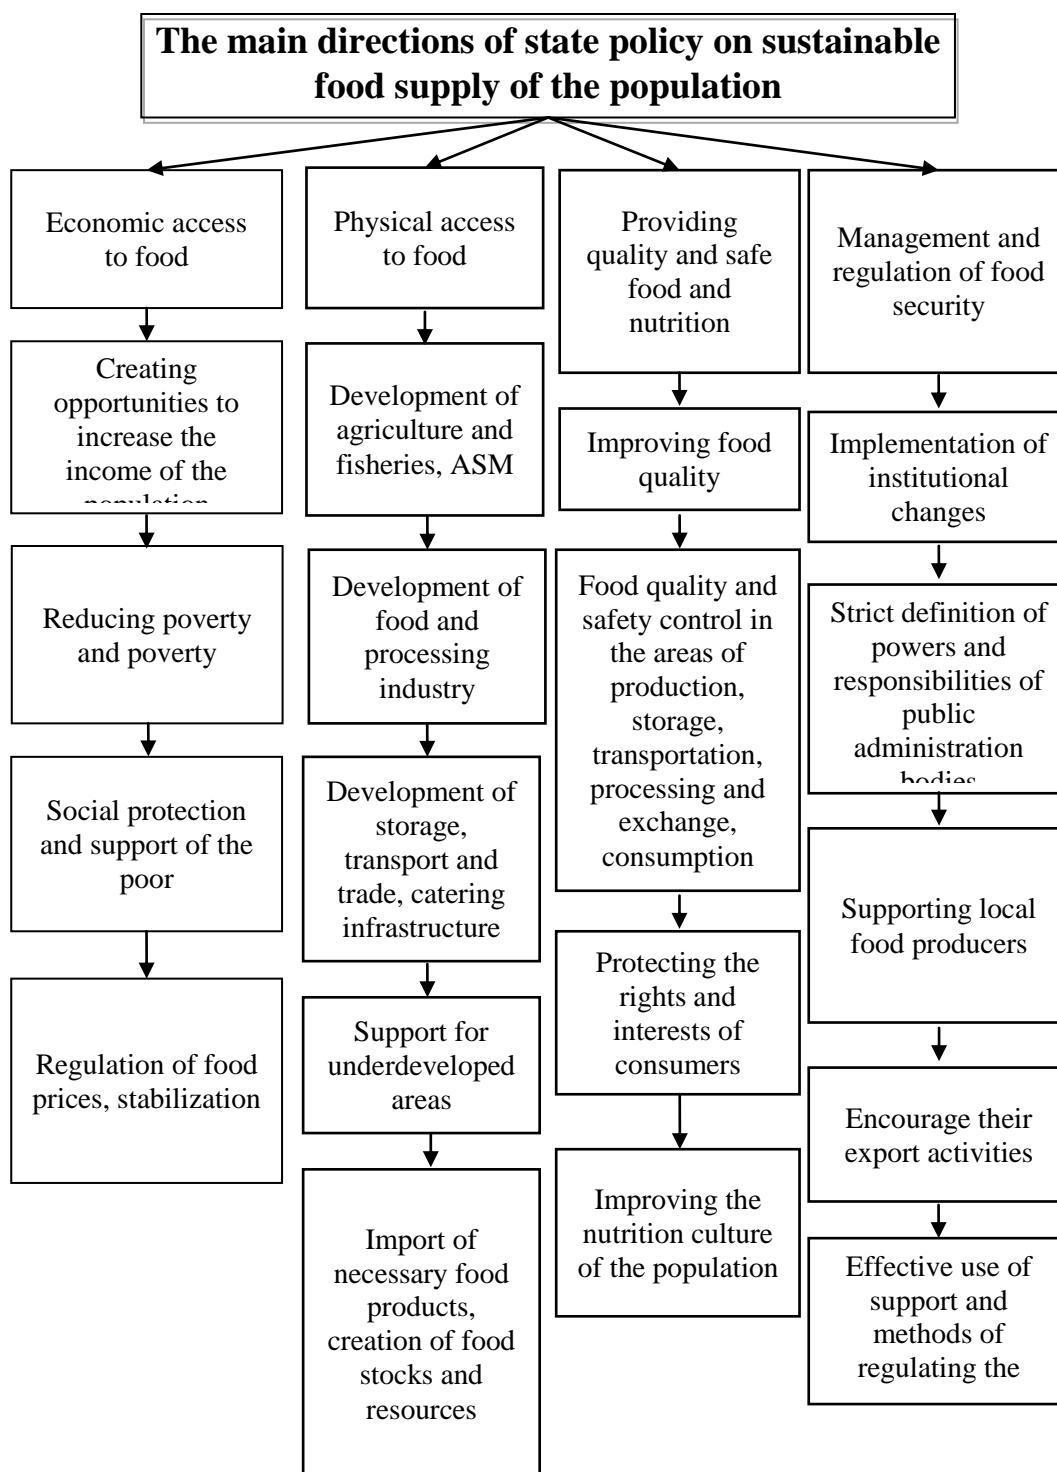 The main directions of state policy on sustainable
food supply of the population
Economic access
to food
Creating
opportunities to
increase the
income of the
population
Reducing poverty
and poverty
Social protection
and support of the
poor
Regulation of food
prices, stabilization
Physical access
to food
Development of
agriculture and
fisheries, ASM
Development of
food and
processing
industry
Development of
storage,
transport and
trade, catering
infrastructure
Support for
underdeveloped
areas
Import of
necessary food
products,
creation of food
stocks and
resources
Providing
quality and safe
food and
nutrition
Improving food
quality
Food quality and
safety control in
the areas of
production,
storage,
transportation,
processing and
exchange,
consumption
Protecting the
rights and
interests of
consumers
Improving the
nutrition culture
of the population
Management and
regulation of food
security
Implementation of
institutional
changes
Strict definition of
powers and
responsibilities of
public
administration
bodies
Supporting local
food producers
Encourage their
export activities
Effective use of
support and
methods of
regulating the